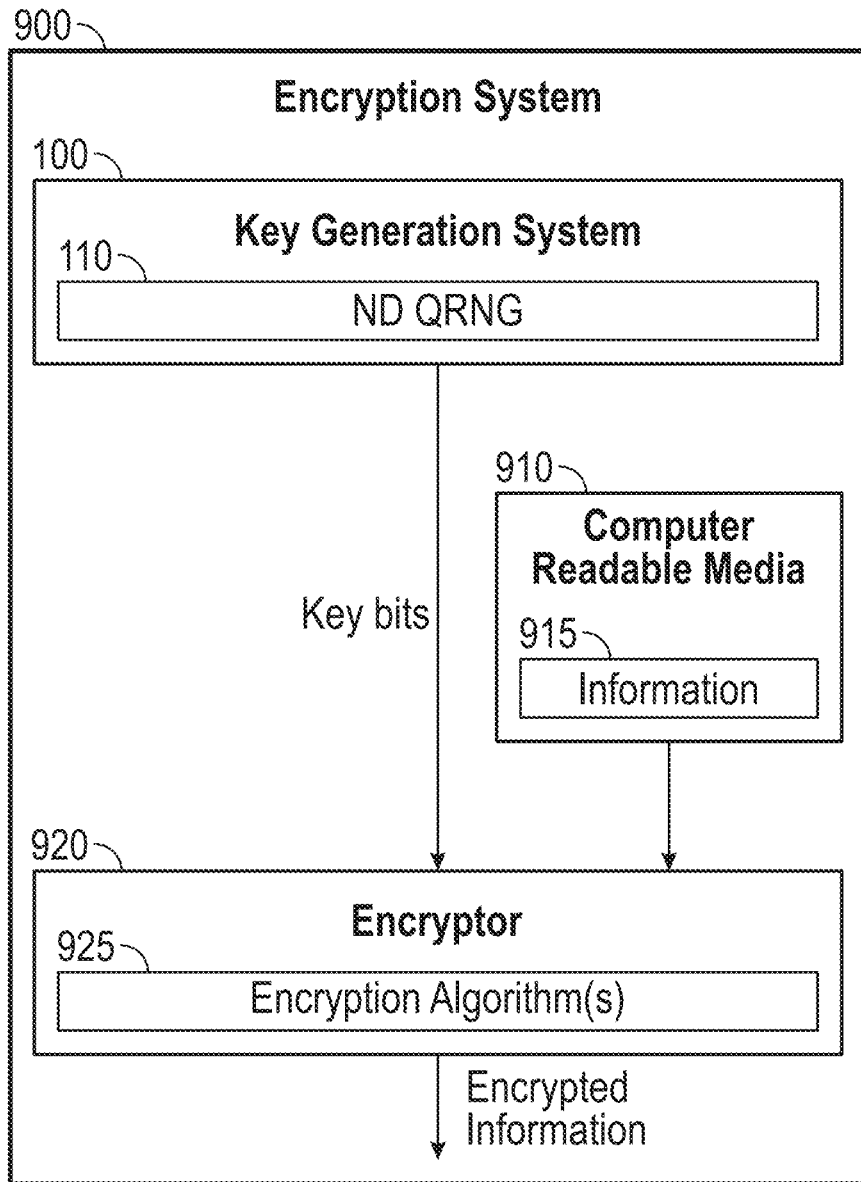 900
Encryption System
100
Key Generation System
110
ND QRNG
910
Computer
Readable Media
Key bits
915
Information
920
Encryptor
925
Encryption Algorithm(s)
Encrypted
Information